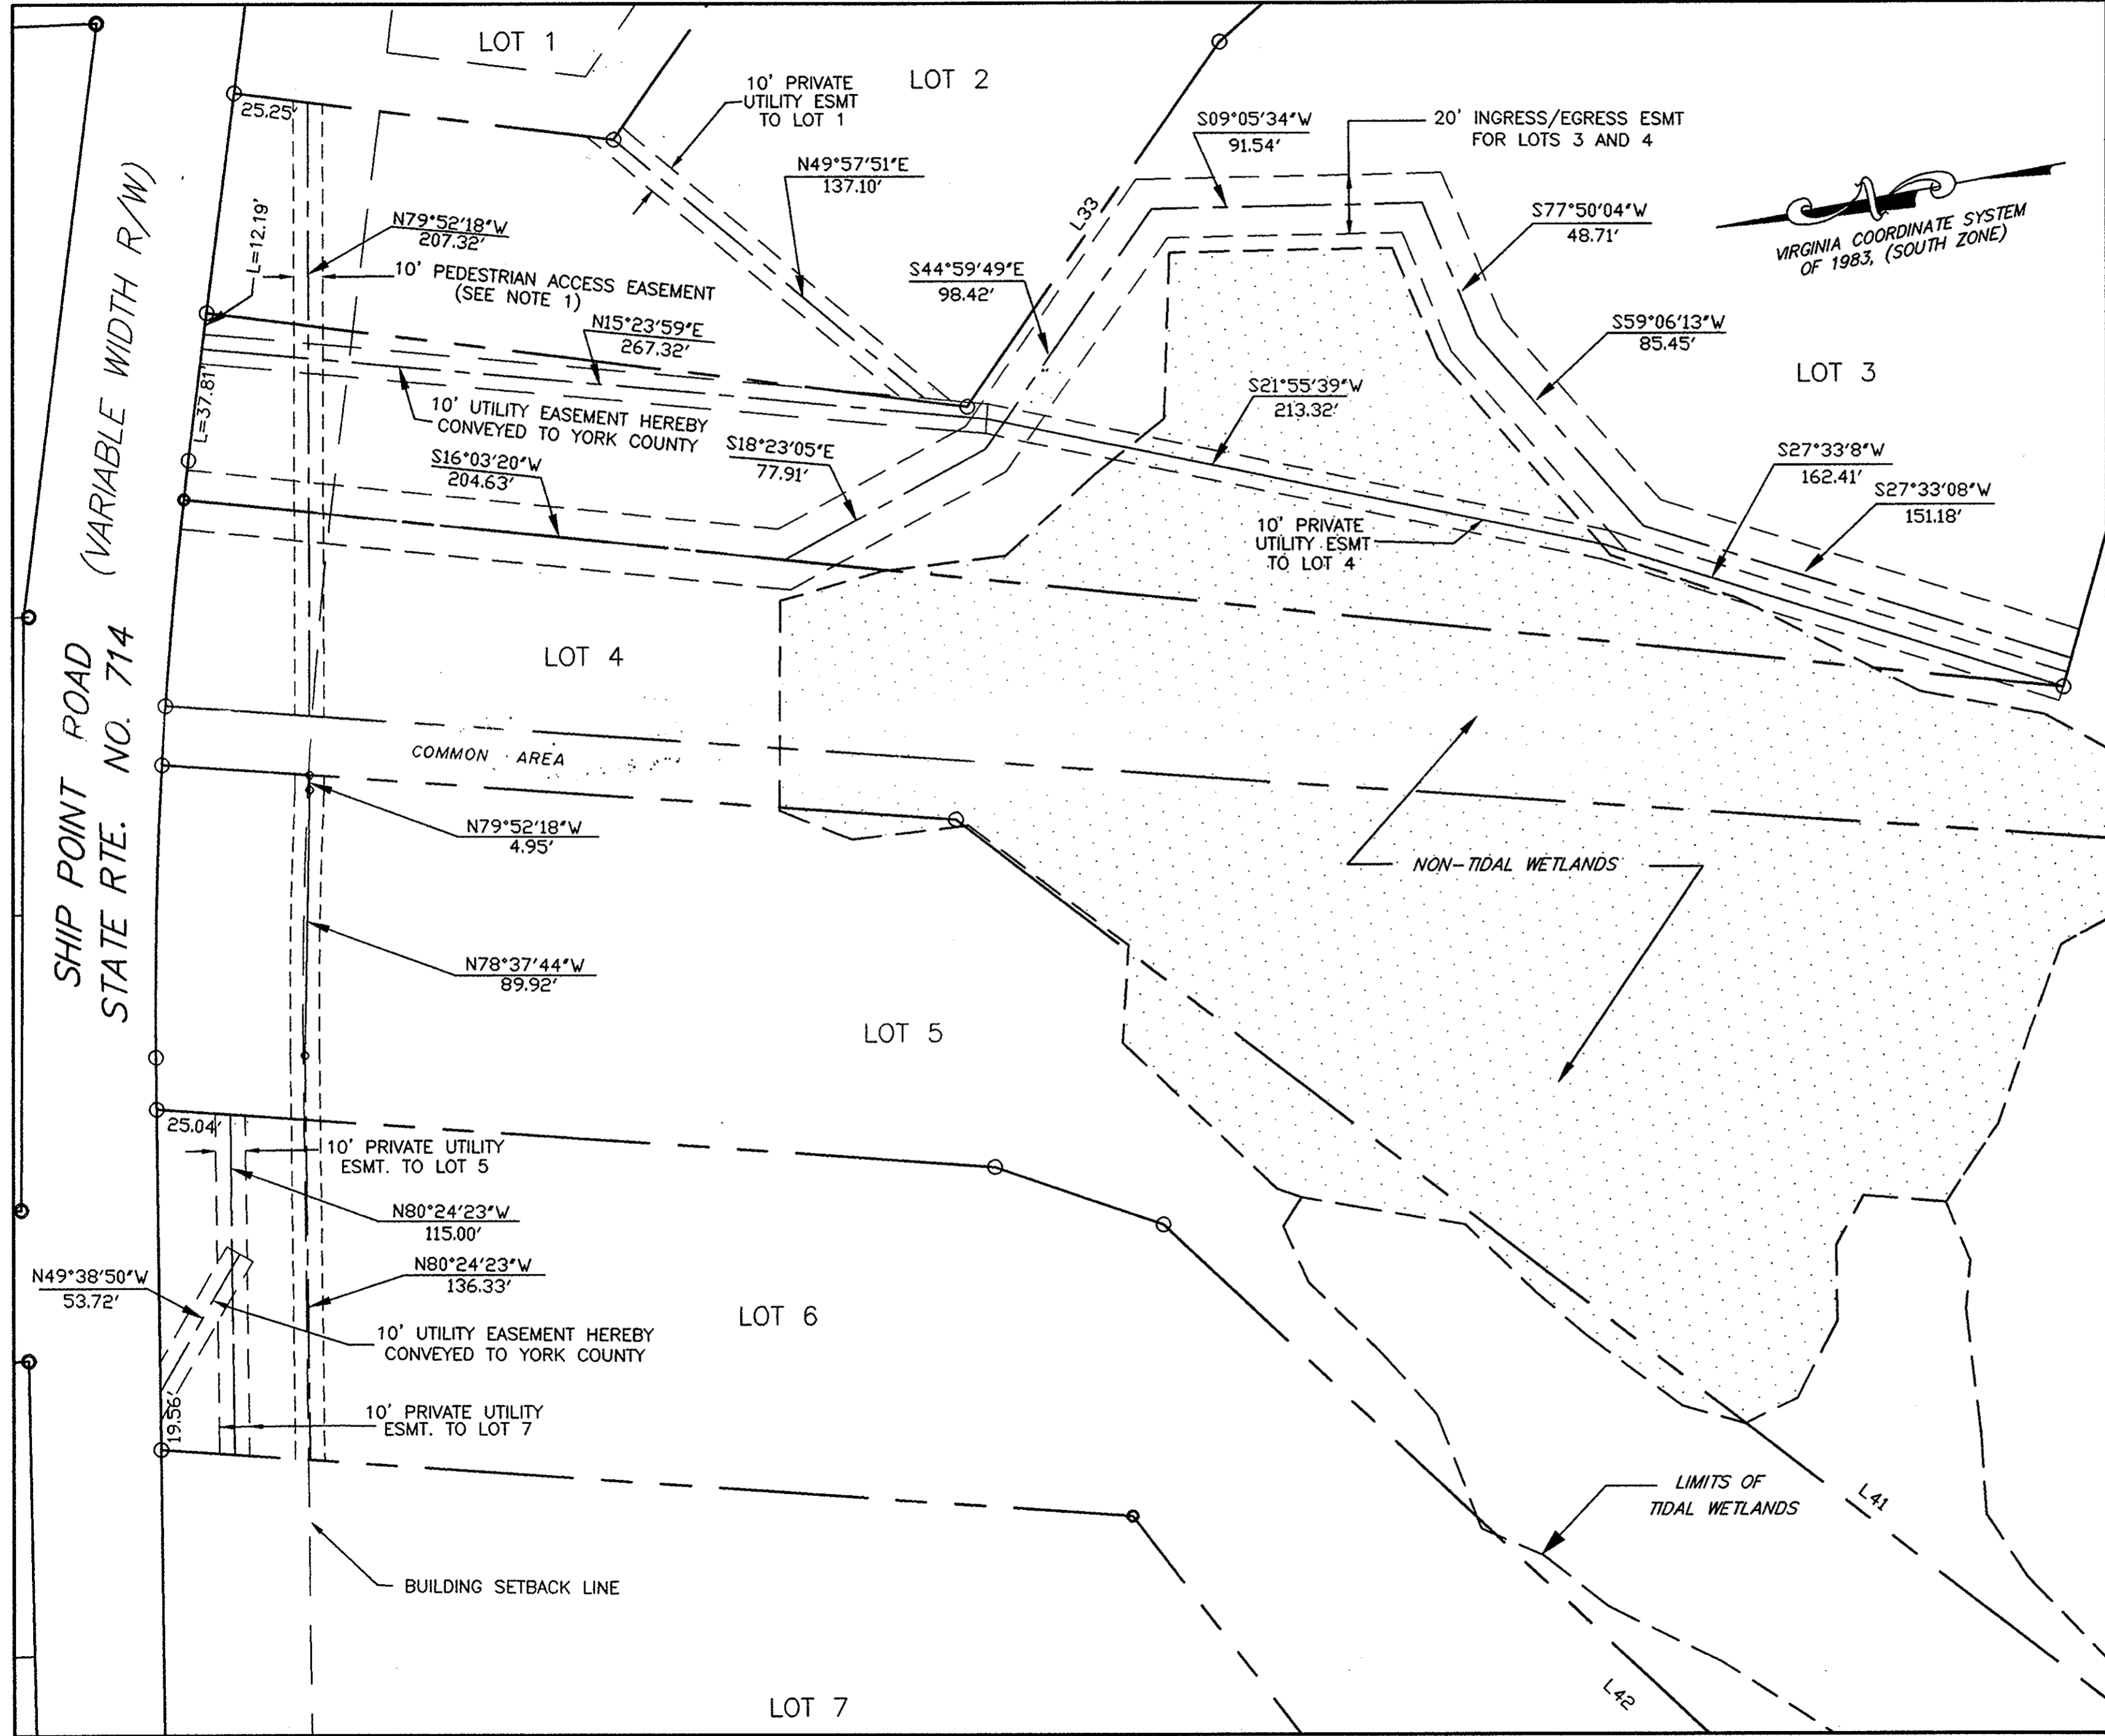 LOT 1
LOT 2
10' PRIVATE
UTILITY ESMT
TO LOT 1
25.25'
S09°05'34"W
91.54'
20' INGRESS/EGRESS ESMT
FOR LOTS 3 AND 4
N49°57'51"E
137.10'
VIRGINIA COORDINATE SYSTEM
OF 1983, (SOUTH ZONE)
L33
L=12.19'
N79°52'18"W
207.32'
S77°50'04"W
48.71'
10' PEDESTRIAN ACCESS EASEMENT
(SEE NOTE 1)
S44°59'49"E
98.42'
N15°23'59"E
267.32'
S59°06'13"W
85.45'
LOT 3
L=37.81'
10' UTILITY EASEMENT HEREBY
CONVEYED TO YORK COUNTY
S21°55'39"W
213.32'
S16°03'20"W
204.63'
S18°23'05"E
77.91'
S27°33'8"W
162.41'
S27°33'08"W
151.18'
10' PRIVATE
UTILITY ESMT
TO LOT 4
SHIP POINT ROAD (VARIABLE WIDTH R/W)
STATE RTE. NO. 714
LOT 4
COMMON AREA
N79°52'18"W
4.95'
NON-TIDAL WETLANDS
N78°37'44"W
89.92'
LOT 5
25.04'
10' PRIVATE UTILITY
ESMT. TO LOT 5
N80°24'23"W
115.00'
N80°24'23"W
136.33'
N49°38'50"W
53.72'
LOT 6
10' UTILITY EASEMENT HEREBY
CONVEYED TO YORK COUNTY
19.56'
10' PRIVATE UTILITY
ESMT. TO LOT 7
LIMITS OF
TIDAL WETLANDS
L41
BUILDING SETBACK LINE
L42
LOT 7